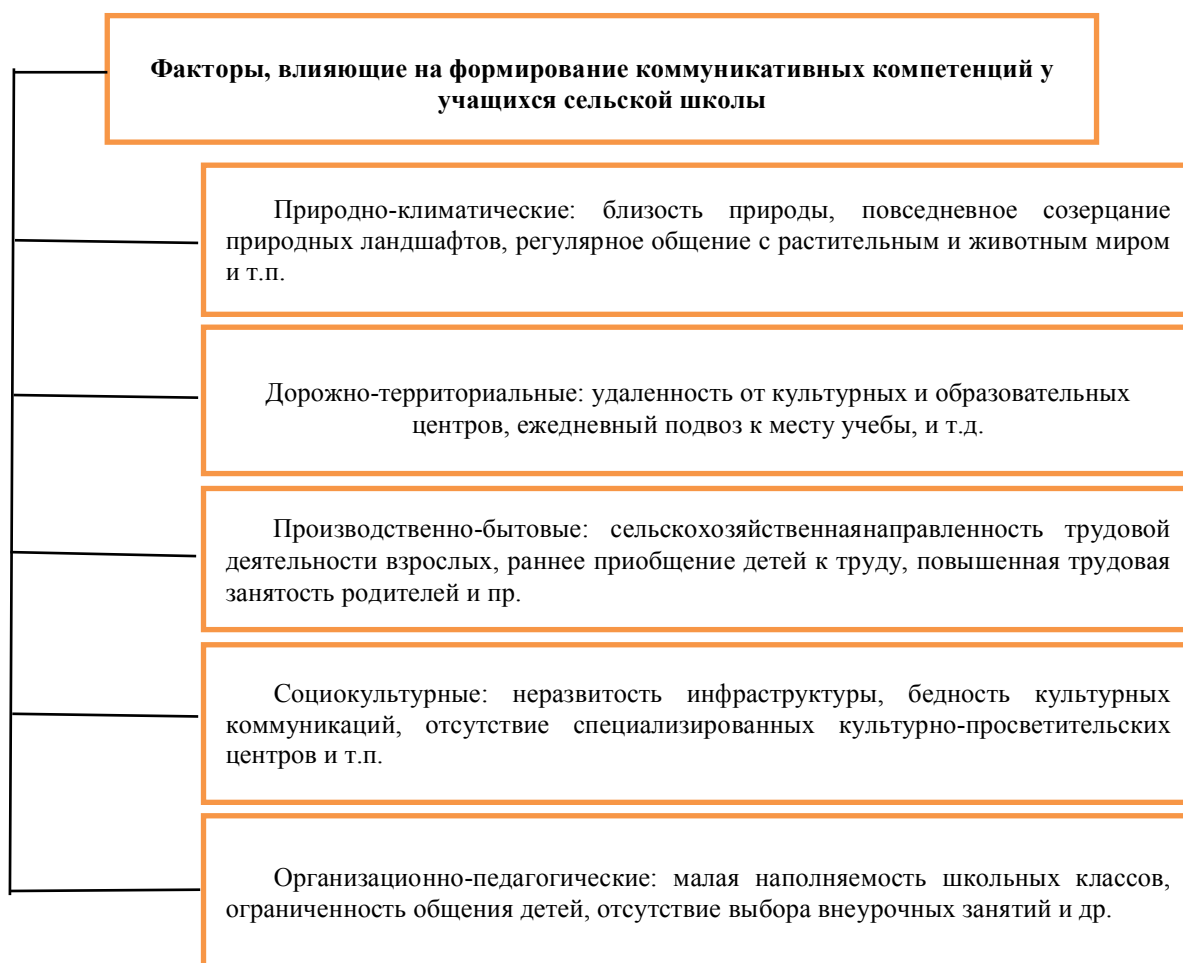 Факторы, влияющие на формирование коммуникативных компетенций у
учащихся сельской школы
Природно-климатические: близость природы, повседневное созерцание
природных ландшафтов, регулярное общение с растительным и животным миром
и т.п.
Дорожно-территориальные: удаленность от культурных и образовательных
центров, ежедневный подвоз к месту учебы, и т.д.
Производственно-бытовые: сельскохозяйственнаянаправленность трудовой
деятельности взрослых, раннее приобщение детей к труду, повышенная трудовая
занятость родителей и пр.
Социокультурные: неразвитость инфраструктуры, бедность культурных
коммуникаций, отсутствие специализированных культурно-просветительских
центров и т.п.
Организационно-педагогические: малая наполняемость школьных классов,
ограниченность общения детей, отсутствие выбора внеурочных занятий и др.